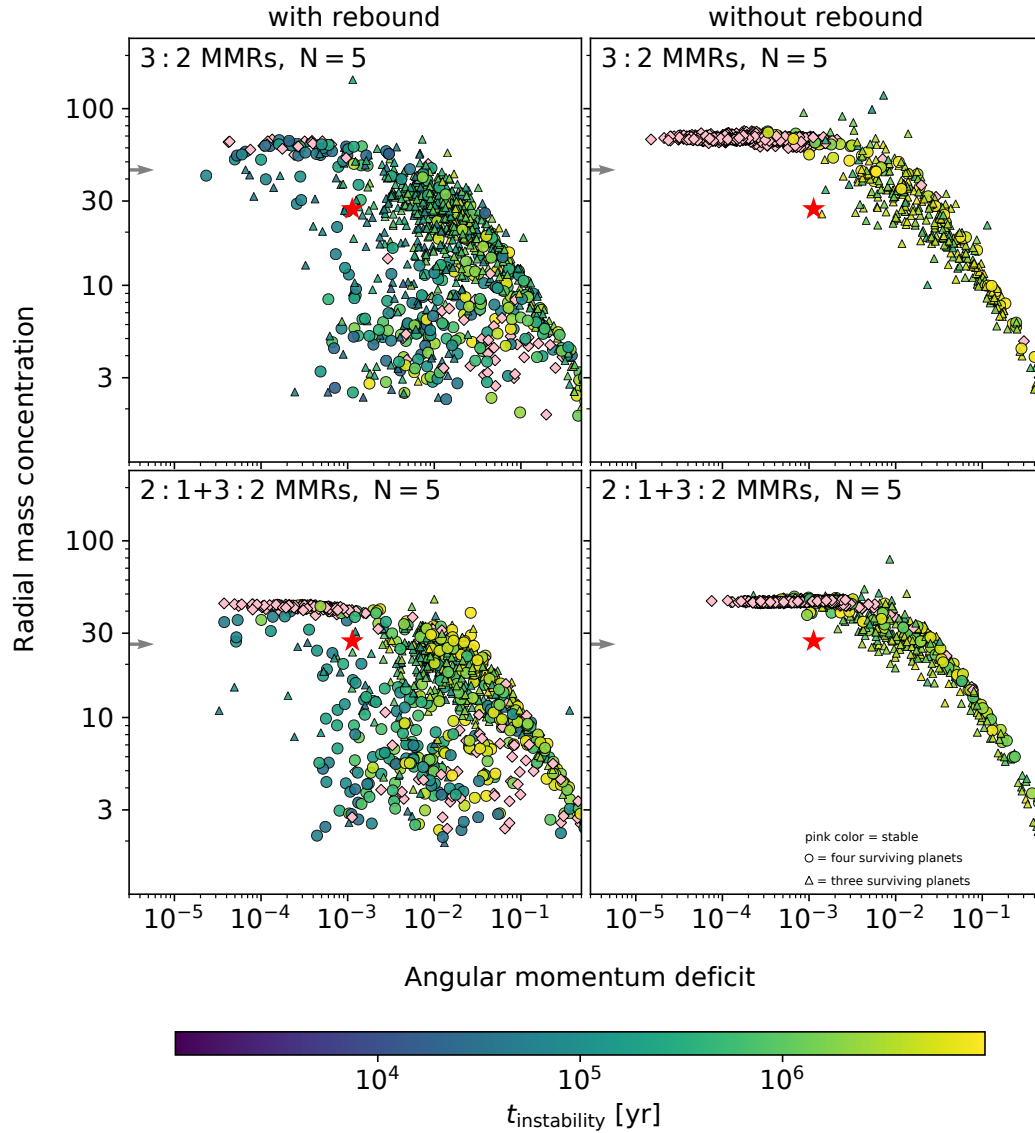 with rebound
without rebound
3 : 2 MMRs, N = 5
3 : 2 MMRs, N = 5
100
30
10
3
2 : 1+3 : 2 MMRs, N = 5
2 : 1+3 : 2 MMRs, N = 5
100
30
10
3
Radial mass concentration
pink color = stable
= four surviving planets
= three surviving planets
10⁻⁵ 10⁻⁴ 10⁻³ 10⁻² 10⁻¹
10⁻⁵ 10⁻⁴ 10⁻³ 10⁻² 10⁻¹
Angular momentum deficit
10⁴ 10⁵ 10⁶
t_instability [yr]